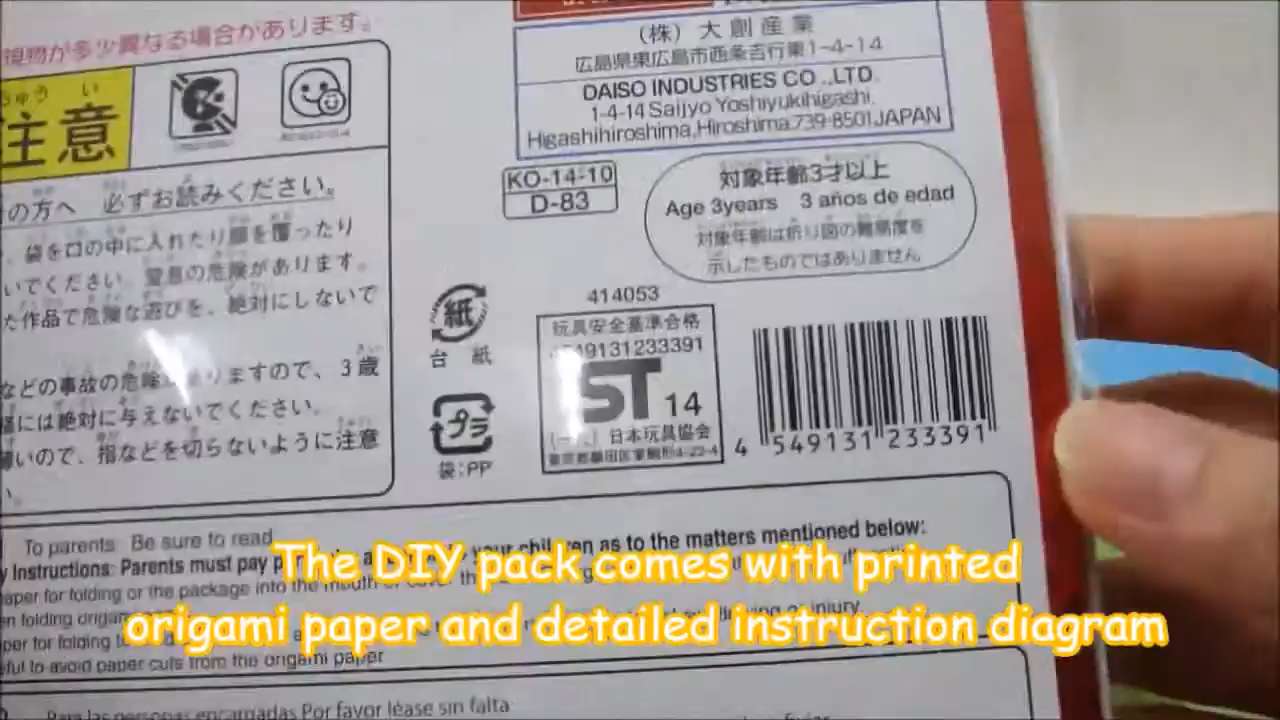 物が多少異なる場合があります。
注意
の方へ 必ずお読みください。
、袋を口の中に入れたり顔を覆ったり
いでください。窒息の危険があります。
た作品で危険な遊びを、絶対にしないで
などの事故の危険がありますので、3歳
には絶対に与えないでください。
いので、指などを切らないように注意
(株)大創産業
広島県東広島市西条吉行東1-4-14
DAISO INDUSTRIES CO.,LTD.
1-4-14 Saijyo Yoshiyukihigashi,
Higashihiroshima,Hiroshima.739-8501 JAPAN
KO-14-10
D-83
対象年齢3才以上
Age 3years 3 años de edad
対象年齢は折り図の難易度を
示したものではありません
紙
台 紙
プラ
袋:PP
414053
玩具安全基準合格
4549131233391
ST 14
(一社)日本玩具協会
4 549131 233391
To parents: Be sure to read
Instructions: Parents must pay your children as to the matters mentioned below:
aper for folding or the package into the mouth or cover
en folding origami or injury.
per for folding
ful to avoid paper cuts from the origami paper
Para las personas encargadas Por favor léase sin falta
The DIY pack comes with printed
origami paper and detailed instruction diagram